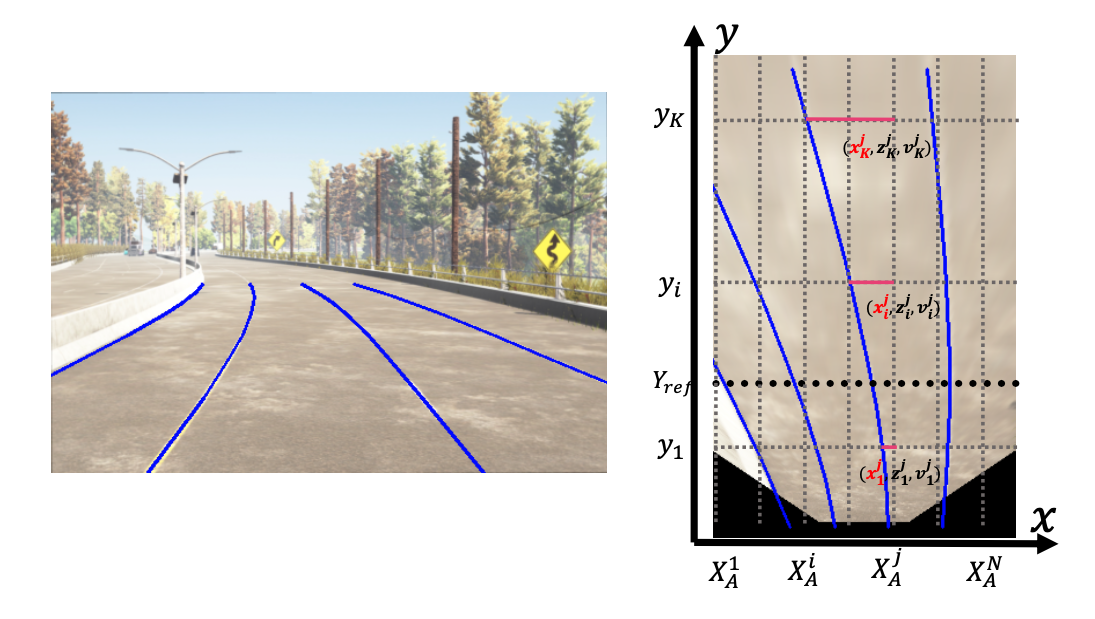 y
y_K
(x_K^j, z_K^j, v_K^j)
y_i
(x_i^j, z_i^j, v_i^j)
Y_ref
y_1
(x_1^j, z_1^j, v_1^j)
x
X_A^1 X_A^i X_A^j X_A^N